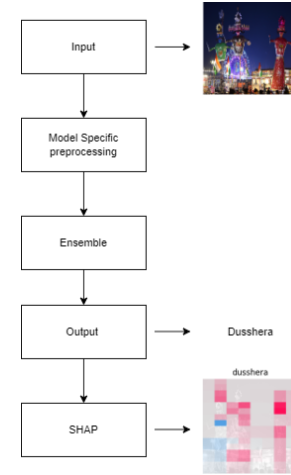 Input
Model Specific
preprocessing
Ensemble
Output
Dusshera
dusshera
SHAP